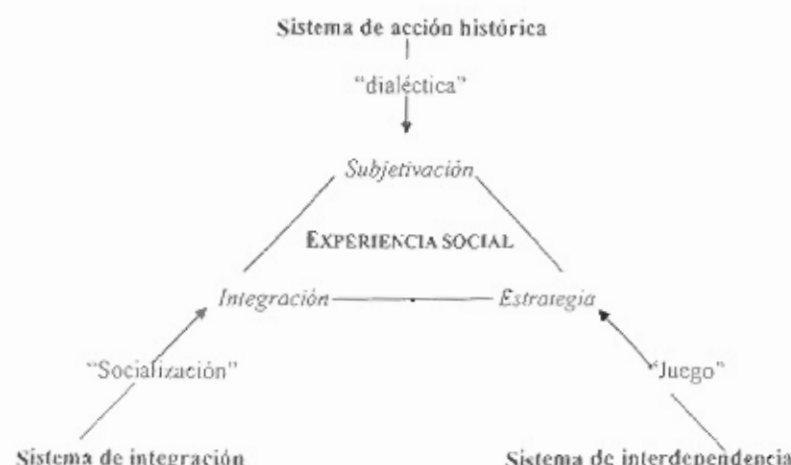 Sistema de acción histórica
“dialéctica”
Subjetivación
EXPERIENCIA SOCIAL
Integración
Estrategia
“Socialización”
“Juego”
Sistema de integración
Sistema de interdependencia